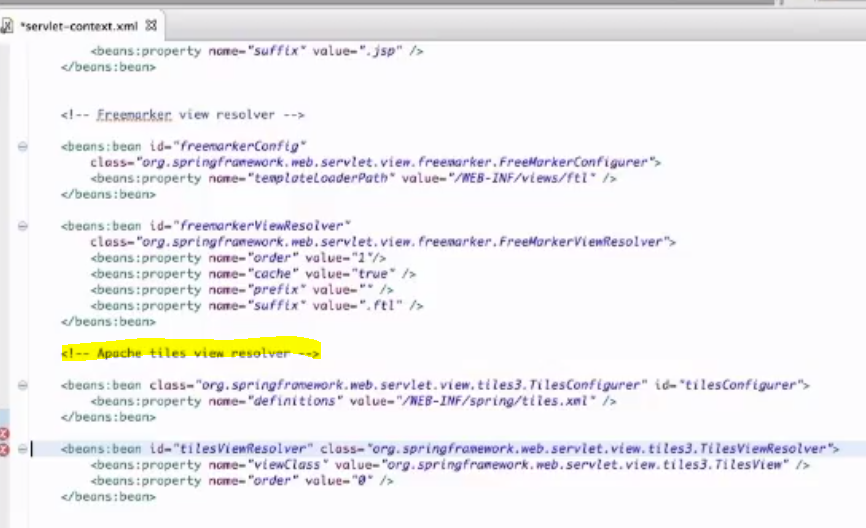 *servlet-context.xml
<beans:property name="suffix" value=".jsp" />
</beans:bean>
<!-- Freemarker view resolver -->
<beans:bean id="freemarkerConfig"
class="org.springframework.web.servlet.view.freemarker.FreeMarkerConfigurer">
<beans:property name="templateLoaderPath" value="/WEB-INF/views/ftl" />
</beans:bean>
<beans:bean id="freemarkerViewResolver"
class="org.springframework.web.servlet.view.freemarker.FreeMarkerViewResolver">
<beans:property name="order" value="1"/>
<beans:property name="cache" value="true" />
<beans:property name="prefix" value="" />
<beans:property name="suffix" value=".ftl" />
</beans:bean>
<!-- Apache tiles view resolver -->
<beans:bean class="org.springframework.web.servlet.view.tiles3.TilesConfigurer" id="tilesConfigurer">
<beans:property name="definitions" value="/WEB-INF/spring/tiles.xml" />
</beans:bean>
<beans:bean id="tilesViewResolver" class="org.springframework.web.servlet.view.tiles3.TilesViewResolver">
<beans:property name="viewClass" value="org.springframework.web.servlet.view.tiles3.TilesView" />
<beans:property name="order" value="0" />
</beans:bean>